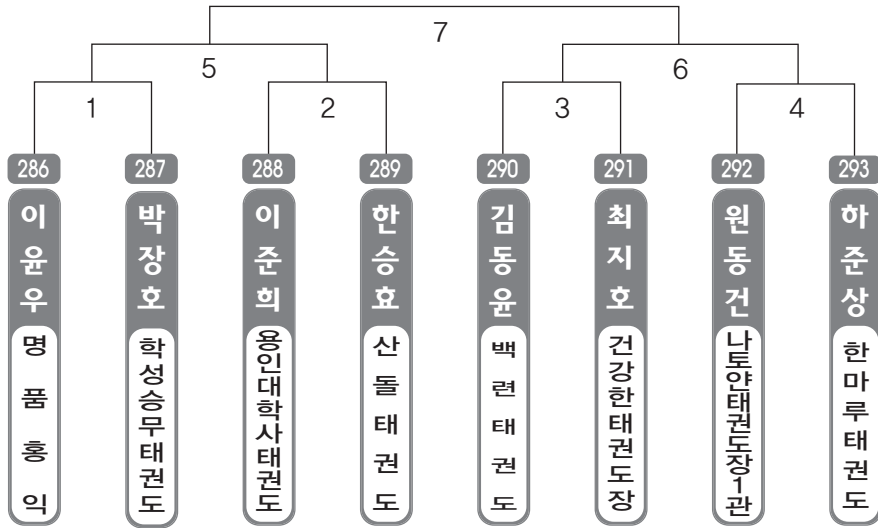 7
5
6
1
2
3
4
286
287
288
289
290
291
292
293
이윤우
박장호
이준희
한승효
김동윤
최지호
원동건
하준상
명품홍익
학성승무태권도
용인대학사태권도
산돌태권도
백련태권도
건강한태권도장
나토얀태권도장1관
한마루태권도